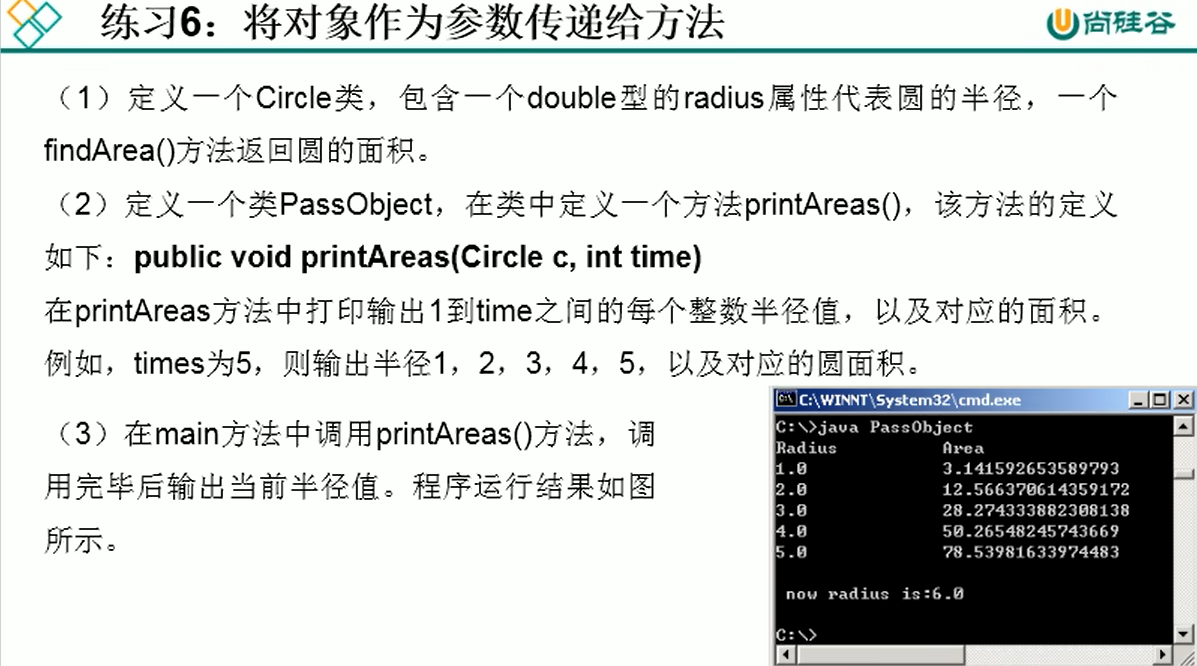 练习6：将对象作为参数传递给方法
尚硅谷
（1）定义一个Circle类，包含一个double型的radius属性代表圆的半径，一个
findArea()方法返回圆的面积。
（2）定义一个类PassObject，在类中定义一个方法printAreas()，该方法的定义
如下：public void printAreas(Circle c, int time)
在printAreas方法中打印输出1到time之间的每个整数半径值，以及对应的面积。
例如，times为5，则输出半径1，2，3，4，5，以及对应的圆面积。
（3）在main方法中调用printAreas()方法，调
用完毕后输出当前半径值。程序运行结果如图
所示。
C:\WINNT\System32\cmd.exe
C:\>java PassObject
Radius Area
1.0 3.141592653589793
2.0 12.566370614359172
3.0 28.274333882308138
4.0 50.26548245743669
5.0 78.53981633974483
now radius is:6.0
C:\>